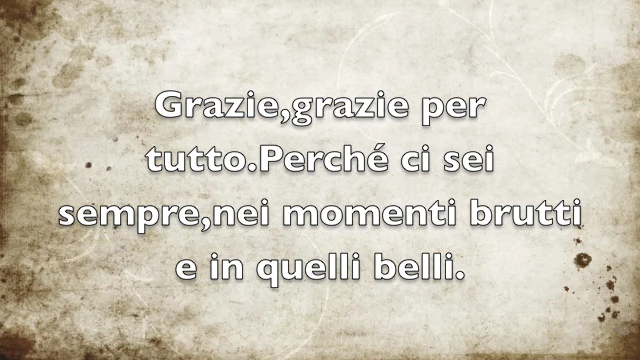 Grazie,grazie per
tutto.Perché ci sei
sempre,nei momenti brutti
e in quelli belli.